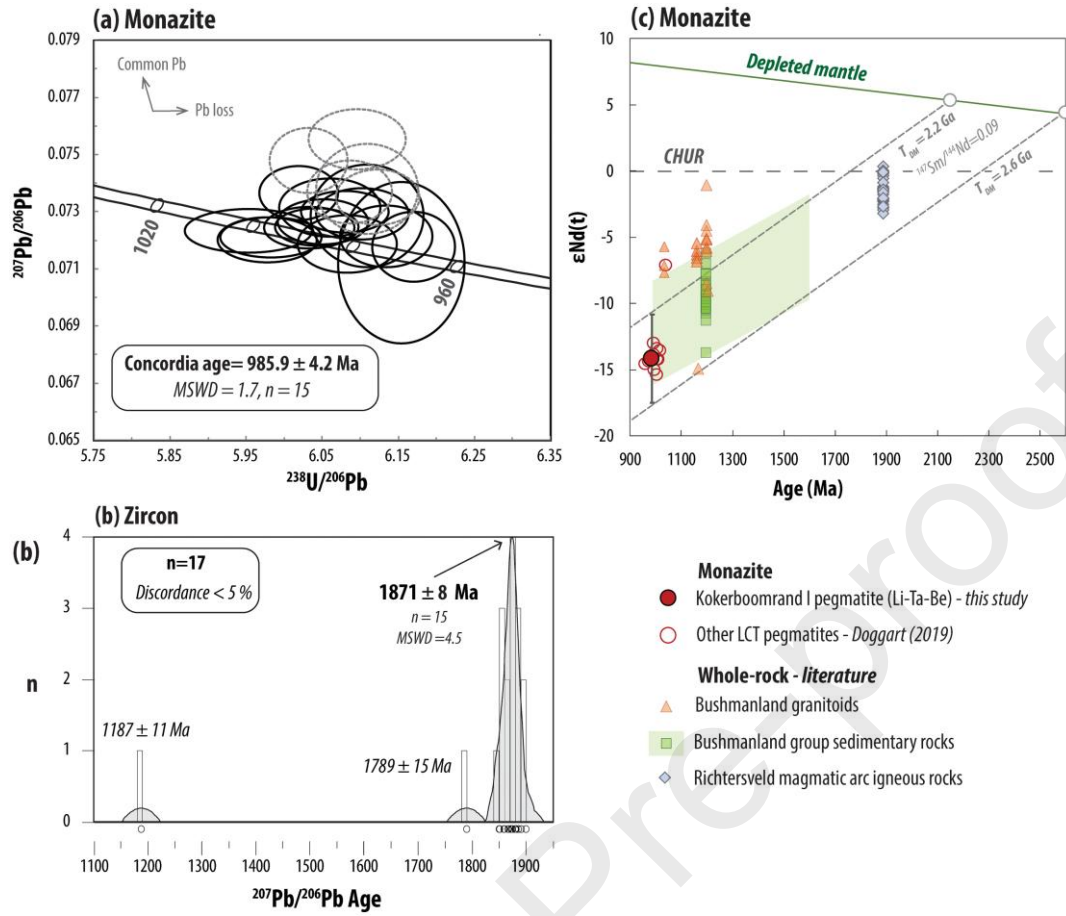 (a) Monazite
0.079
0.077
0.075
0.073
0.071
0.069
0.067
0.065
²⁰⁷Pb/²⁰⁶Pb
Common Pb
Pb loss
1020
960
Concordia age= 985.9 ± 4.2 Ma
MSWD = 1.7, n = 15
5.75 5.85 5.95 6.05 6.15 6.25 6.35
²³⁸U/²⁰⁶Pb
(c) Monazite
10
5
0
-5
-10
-15
-20
εNd(t)
Depleted mantle
CHUR
T DM = 2.2 Ga
¹⁴⁷Sm/¹⁴⁴Nd=0.09
T DM = 2.6 Ga
900 1100 1300 1500 1700 1900 2100 2300 2500
Age (Ma)
(b) Zircon
(b)
4
3
2
1
0
n
n=17
Discordance < 5 %
1871 ± 8 Ma
n = 15
MSWD =4.5
1187 ± 11 Ma
1789 ± 15 Ma
1100 1200 1300 1400 1500 1600 1700 1800 1900
²⁰⁷Pb/²⁰⁶Pb Age
Monazite
Kokerboomrand I pegmatite (Li-Ta-Be) - this study
Other LCT pegmatites - Doggart (2019)
Whole-rock - literature
Bushmanland granitoids
Bushmanland group sedimentary rocks
Richtersveld magmatic arc igneous rocks
Pre-proof